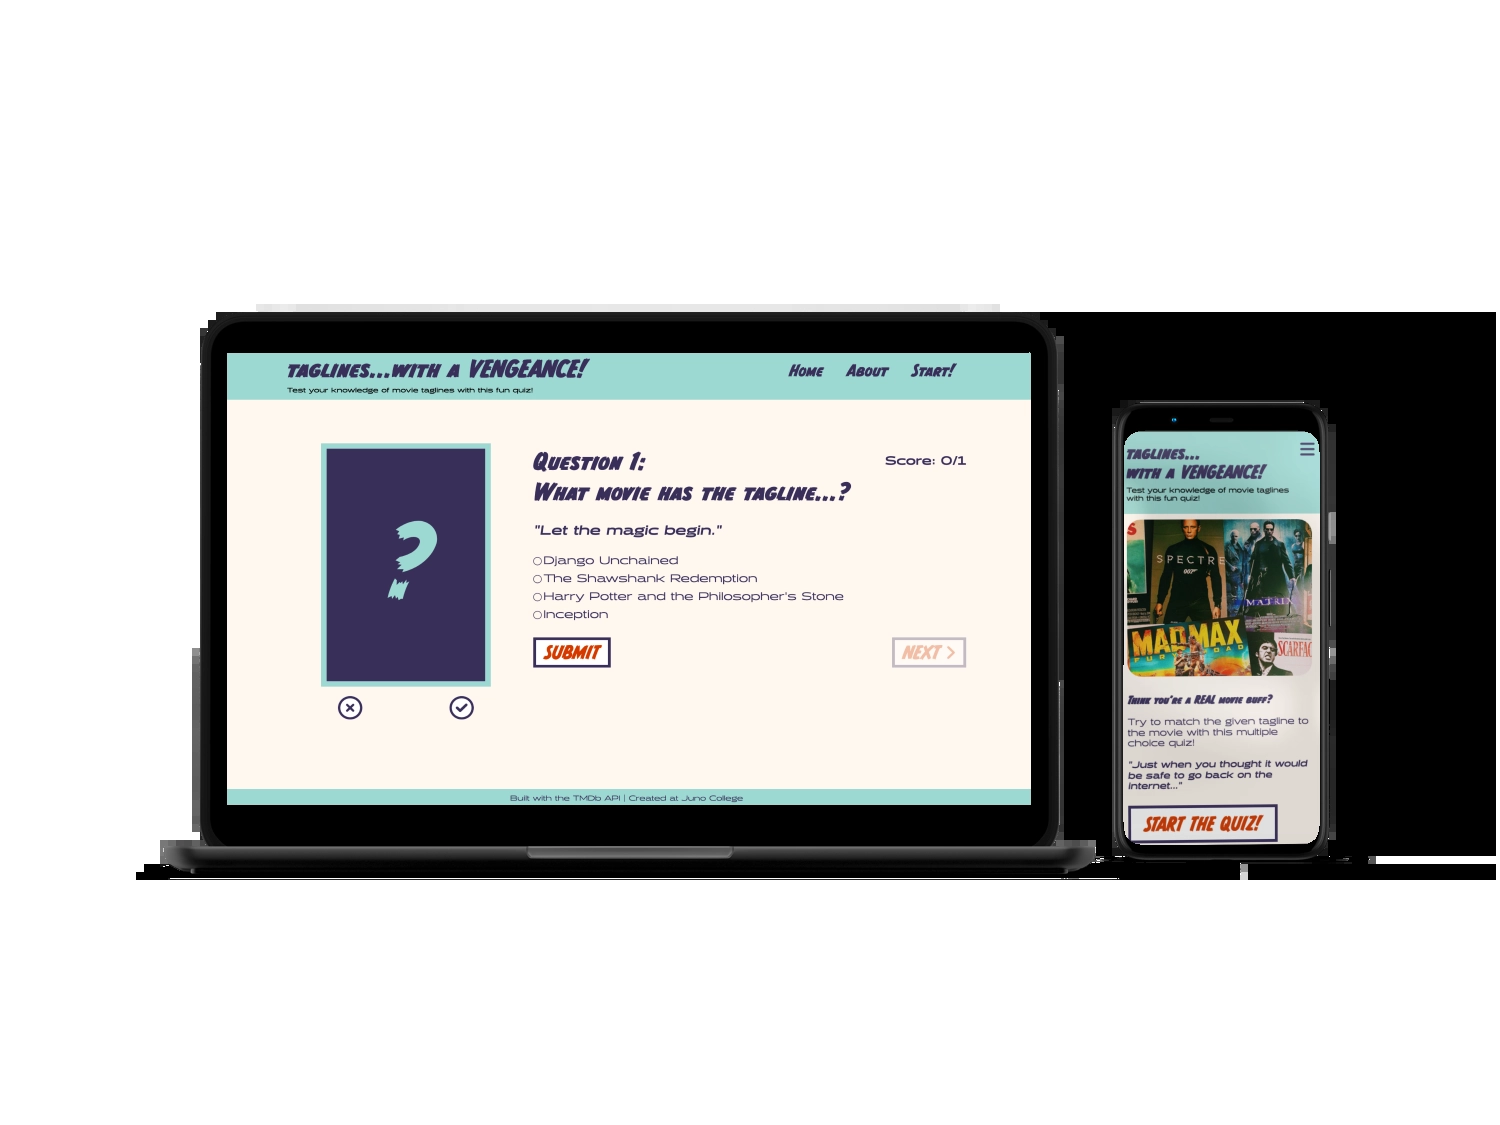 TAGLINES...WITH A VENGEANCE!
Test your knowledge of movie taglines with this fun quiz!
HOME ABOUT START!
?
QUESTION 1:
Score: 0/1
WHAT MOVIE HAS THE TAGLINE...?
"Let the magic begin."
Django Unchained
The Shawshank Redemption
Harry Potter and the Philosopher's Stone
Inception
SUBMIT
NEXT >
Built with the TMDb API | Created at Juno College
TAGLINES...
WITH A VENGEANCE!
Test your knowledge of movie taglines
with this fun quiz!
S
SPECTRE
007
MATRIX
MAD MAX
FURY ROAD
SCARFAC
THINK YOU'RE A REAL MOVIE BUFF?
Try to match the given tagline to
the movie with this multiple
choice quiz!
"Just when you thought it would
be safe to go back on the
internet..."
START THE QUIZ!